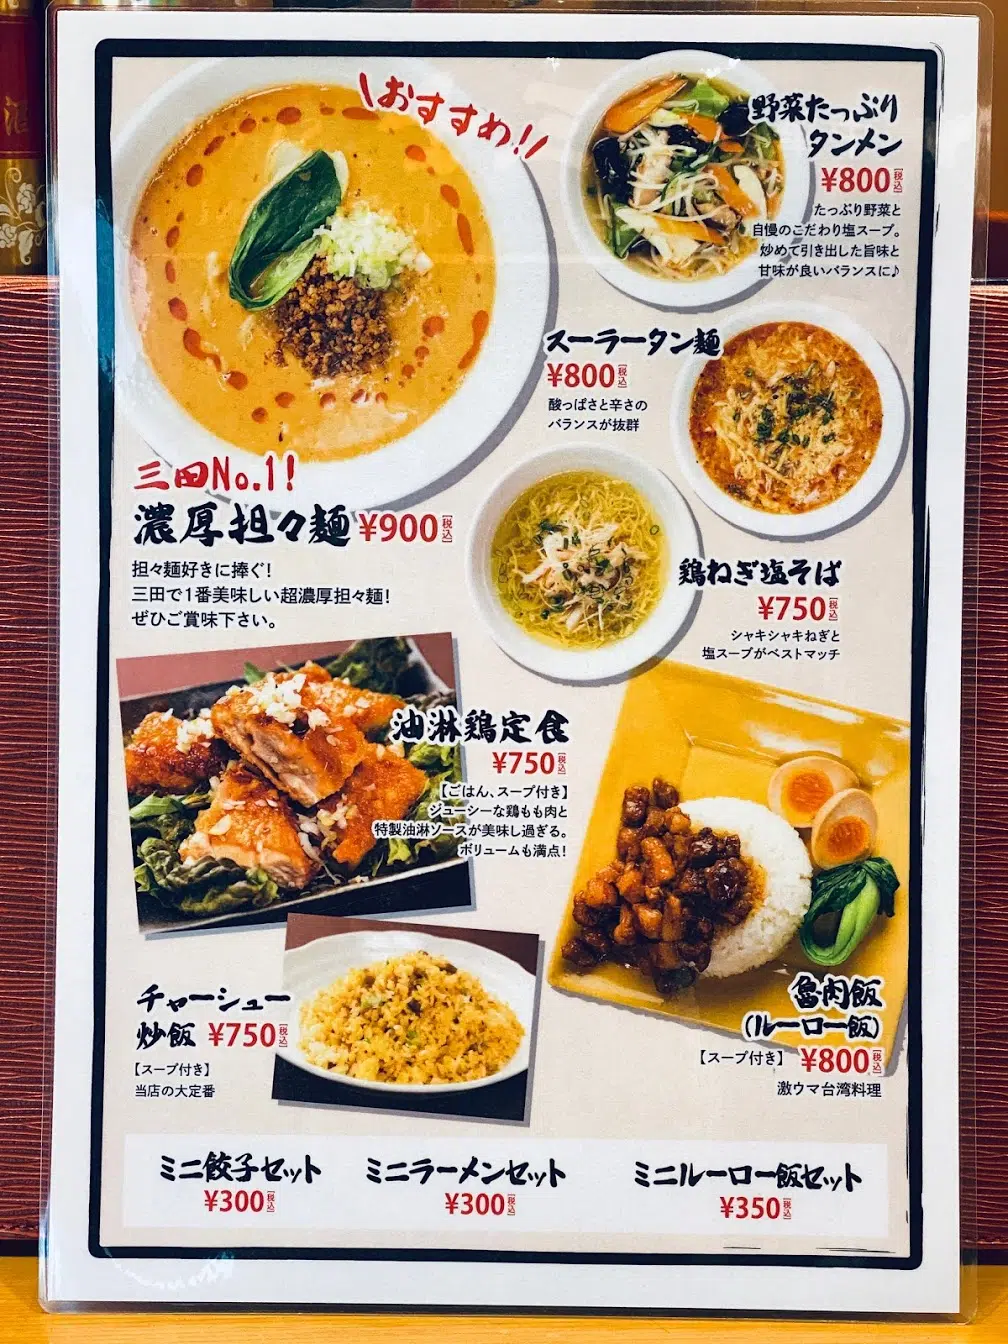 おすすめ!!
野菜たっぷり
タンメン
¥800[税込]
たっぷり野菜と
自慢のこだわり塩スープ。
炒めて引き出した旨味と
甘味が良いバランスに♪
スーラータン麺
¥800[税込]
酸っぱさと辛さの
バランスが抜群
三田No.1!
濃厚担々麺 ¥900[税込]
担々麺好きに捧ぐ!
三田で1番美味しい超濃厚担々麺!
ぜひご賞味下さい。
鶏ねぎ塩そば
¥750[税込]
シャキシャキねぎと
塩スープがベストマッチ
油淋鶏定食
¥750[税込]
【ごはん、スープ付き】
ジューシーな鶏もも肉と
特製油淋ソースが美味し過ぎる。
ボリュームも満点!
チャーシュー
炒飯 ¥750[税込]
【スープ付き】
当店の大定番
魯肉飯
(ルーロー飯)
【スープ付き】 ¥800[税込]
激ウマ台湾料理
ミニ餃子セット
¥300[税込]
ミニラーメンセット
¥300[税込]
ミニルーロー飯セット
¥350[税込]